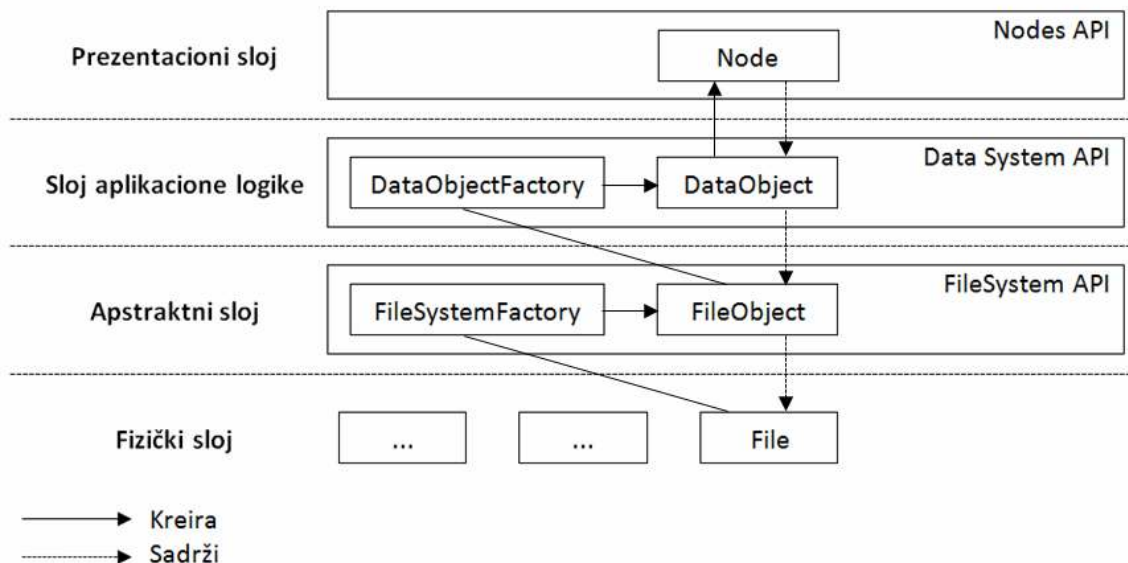 Nodes API
Prezentacioni sloj
Node
Data System API
Sloj aplikacione logike
DataObjectFactory
DataObject
FileSystem API
Apstraktni sloj
FileSystemFactory
FileObject
Fizički sloj
...
...
File
Kreira
Sadrži